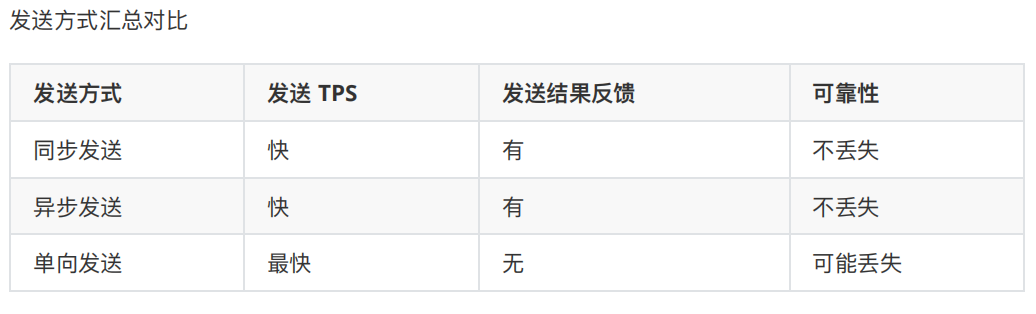 发送方式汇总对比
发送方式 发送 TPS 发送结果反馈 可靠性
同步发送 快 有 不丢失
异步发送 快 有 不丢失
单向发送 最快 无 可能丢失